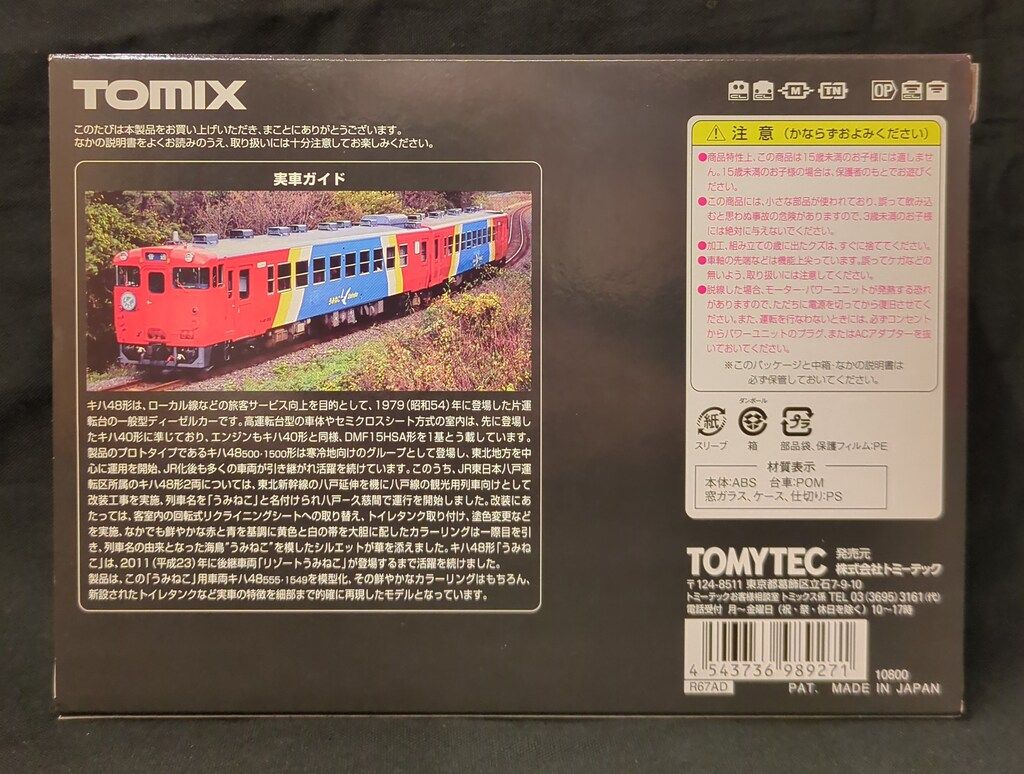 TOMIX
このたびは本製品をお買い上げいただき、まことにありがとうございます。
なかの説明書をよくお読みのうえ、取り扱いには十分注意してお楽しみください。
実車ガイド
普通
うみねこ
キハ48形は、ローカル線などの旅客サービス向上を目的として、1979(昭和54)年に登場した片運
転台の一般型ディーゼルカーです。高運転台型の車体やセミクロスシート方式の室内は、先に登場し
たキハ40形に準じており、エンジンもキハ40形と同様、DMF15HSA形を1基とう載しています。
製品のプロトタイプであるキハ48500・1500形は寒冷地向けのグループとして登場し、東北地方を中
心に運用を開始、JR化後も多くの車両が引き継がれ活躍を続けています。このうち、JR東日本八戸運
転区所属のキハ48形2両については、東北新幹線の八戸延伸を機に八戸線の観光用列車向けとして
改装工事を実施、列車名を「うみねこ」と名付けられ八戸ー久慈間で運行を開始しました。改装にあ
たっては、客室内の回転式リクライニングシートへの取り替え、トイレタンク取り付け、塗色変更など
を実施、なかでも鮮やかな赤と青を基調に黄色と白の帯を大胆に配したカラーリングは一際目を引
き、列車名の由来となった海鳥"うみねこ"を模したシルエットが華を添えました。キハ48形「うみね
こ」は、2011(平成23)年に後継車両「リゾートうみねこ」が登場するまで活躍を続けました。
製品は、この「うみねこ」用車両キハ48555・1549を模型化、その鮮やかなカラーリングはもちろん、
新設されたトイレタンクなど実車の特徴を細部まで的確に再現したモデルとなっています。
CL
M
TN
OP
CL
注意(かならずおよみください)
●商品特性上、この商品は15歳未満のお子様には適しませ
ん。15歳未満のお子様の場合は、保護者のもとでお遊びく
ださい。
●この商品には、小さな部品が使われており、誤って飲み込
むと思わぬ事故の危険がありますので、3歳未満のお子様
には絶対に与えないでください。
●加工、組み立ての歳に出たクズは、すぐに捨ててください。
●車軸の先端などは機能上尖っています。誤ってケガなどの
無いよう、取り扱いには注意してください。
●脱線した場合、モーター・パワーユニットが発熱する恐れ
がありますので、ただちに電源を切ってから復旧させてく
ださい。また、運転を行なわないときには、必ずコンセント
からパワーユニットのプラグ、またはACアダプターを抜
いておいてください。
※このパッケージと中箱・なかの説明書は
必ず保管しておいてください。
ダンボール
紙
プラ
スリーブ 箱 部品袋、保護フィルム:PE
材質表示
本体:ABS 台車:POM
窓ガラス、ケース、仕切り:PS
TOMYTEC 発売元
株式会社トミーテック
〒124-8511 東京都葛飾区立石7-9-10
トミーテックお客様相談室 トミックス係 TEL 03(3695)3161(代)
電話受付 月〜金曜日(祝・祭・休日を除く)10〜17時
4 543736 989271
10800
R67AD
PAT. MADE IN JAPAN